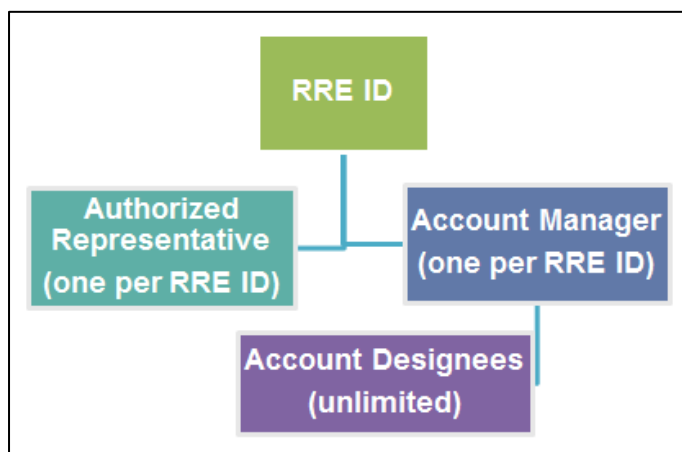 RRE ID
Authorized
Representative
(one per RRE ID)
Account Manager
(one per RRE ID)
Account Designees
(unlimited)